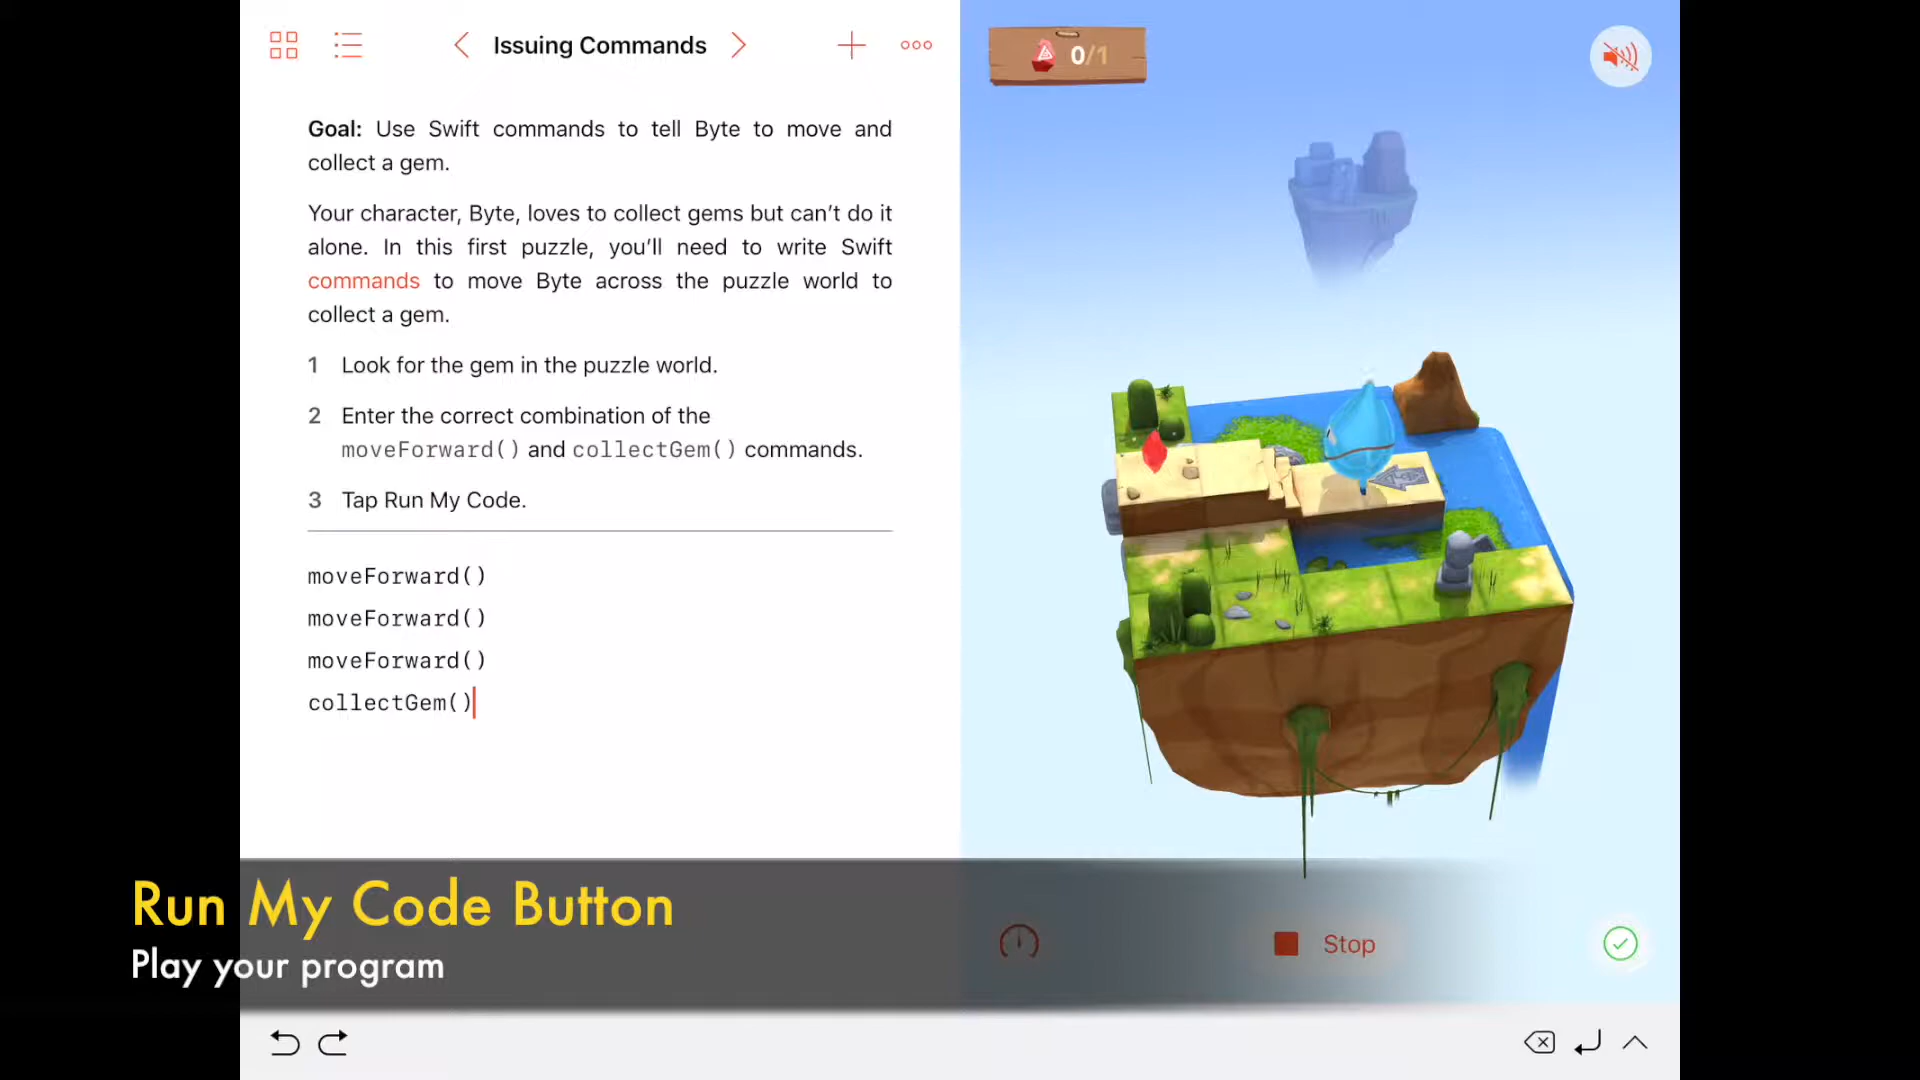 Issuing Commands
0/1
Goal: Use Swift commands to tell Byte to move and
collect a gem.
Your character, Byte, loves to collect gems but can’t do it
alone. In this first puzzle, you’ll need to write Swift
commands to move Byte across the puzzle world to
collect a gem.
1 Look for the gem in the puzzle world.
2 Enter the correct combination of the
moveForward() and collectGem() commands.
3 Tap Run My Code.
moveForward()
moveForward()
moveForward()
collectGem()
Run My Code Button
Play your program
Stop